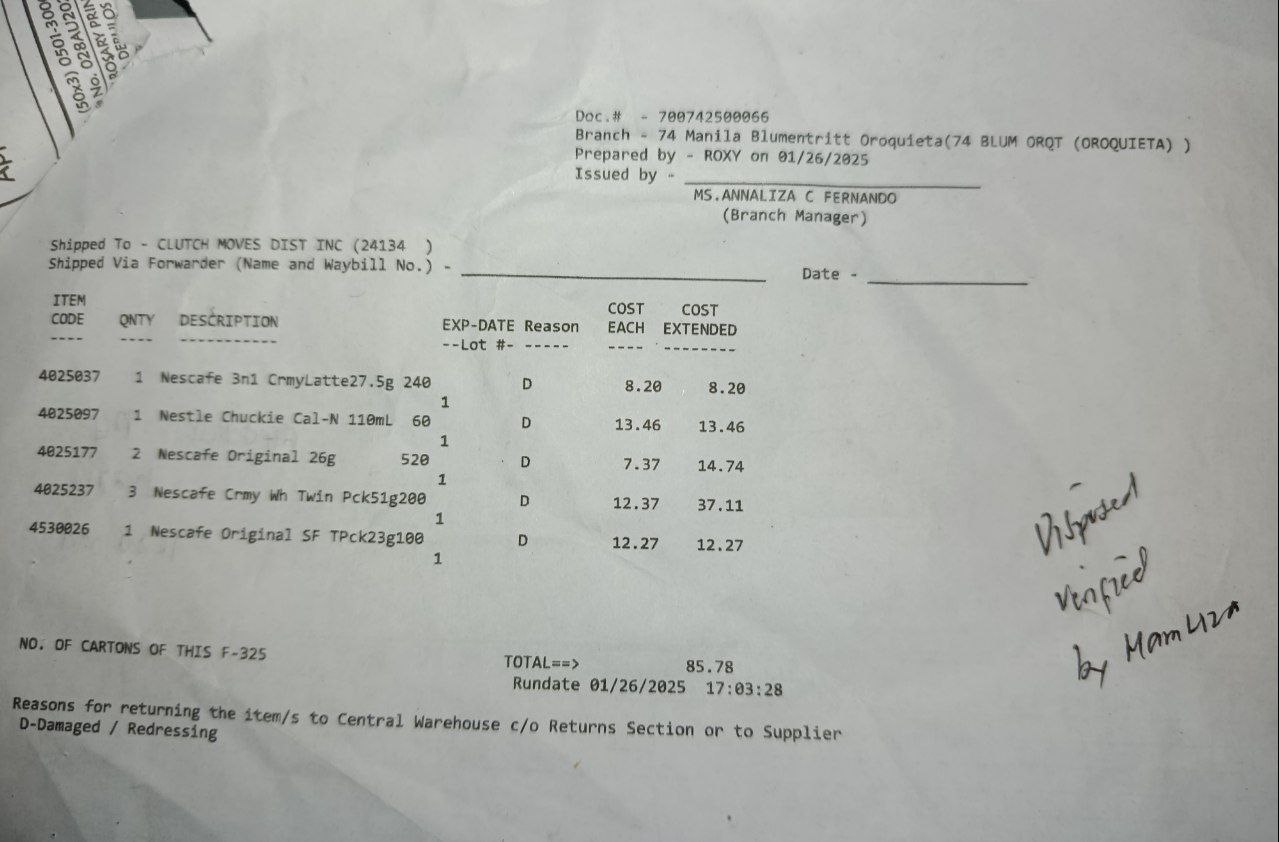 (50x3) 0501-300
No. 028AU20
ROSARY PRIN
Doc.# - 700742500066
Branch - 74 Manila Blumentritt Oroquieta(74 BLUM ORQT (OROQUIETA) )
Prepared by - ROXY on 01/26/2025
Issued by -
MS.ANNALIZA C FERNANDO
(Branch Manager)
Shipped To - CLUTCH MOVES DIST INC (24134 )
Shipped Via Forwarder (Name and Waybill No.) - Date -
ITEM COST COST
CODE QNTY DESCRIPTION EXP-DATE Reason EACH EXTENDED
---- ---- ----------- --Lot #- ----- ---- --------
4025037 1 Nescafe 3n1 CrmyLatte27.5g 240 D 8.20 8.20
1
4025097 1 Nestle Chuckie Cal-N 110mL 60 D 13.46 13.46
1
4025177 2 Nescafe Original 26g 520 D 7.37 14.74
1
4025237 3 Nescafe Crmy Wh Twin Pck51g200 D 12.37 37.11
1
4530026 1 Nescafe Original SF TPck23g100 D 12.27 12.27
1
NO. OF CARTONS OF THIS F-325 TOTAL==> 85.78
Rundate 01/26/2025 17:03:28
Reasons for returning the item/s to Central Warehouse c/o Returns Section or to Supplier
D-Damaged / Redressing
Disposed
Verified
by Mam Liza